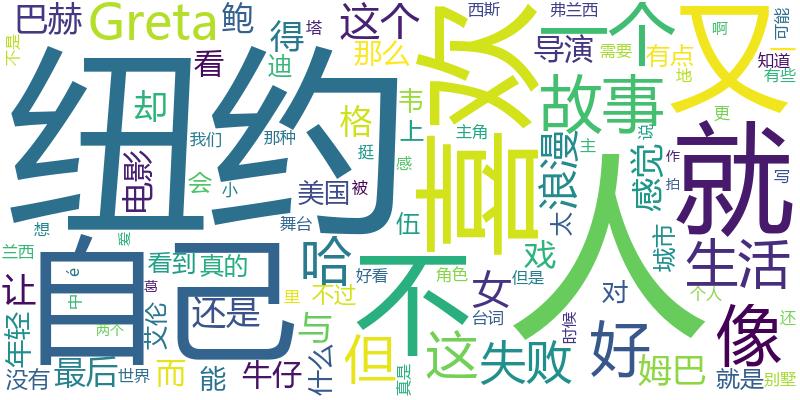 巴赫
Greta
鲍
得
这个
西斯
弗兰西
一个
又
可能
啊
塔
不是
看
迪
那么
导演
需要
有点
地
知道
有些
纽约
喜欢
却
我们
那种
格
韦
上
主角
故事
更
电影
会
小
美国
挺
被
感
浪漫
主
说
感觉
作
拍
就
写
想
爱
舞台
伍
太
人
城市
生活
兰西
é
中
自己
看到
真的
葛
哈
里
不过
好看
不
角色
戏
但是
女
台词
对
个人
像
还
让
年轻
两个
艾伦
还是
与
时候
好
没有
最后
世界
而
能
牛仔
什么
但
真是
这
失败
姆巴
就是
别墅